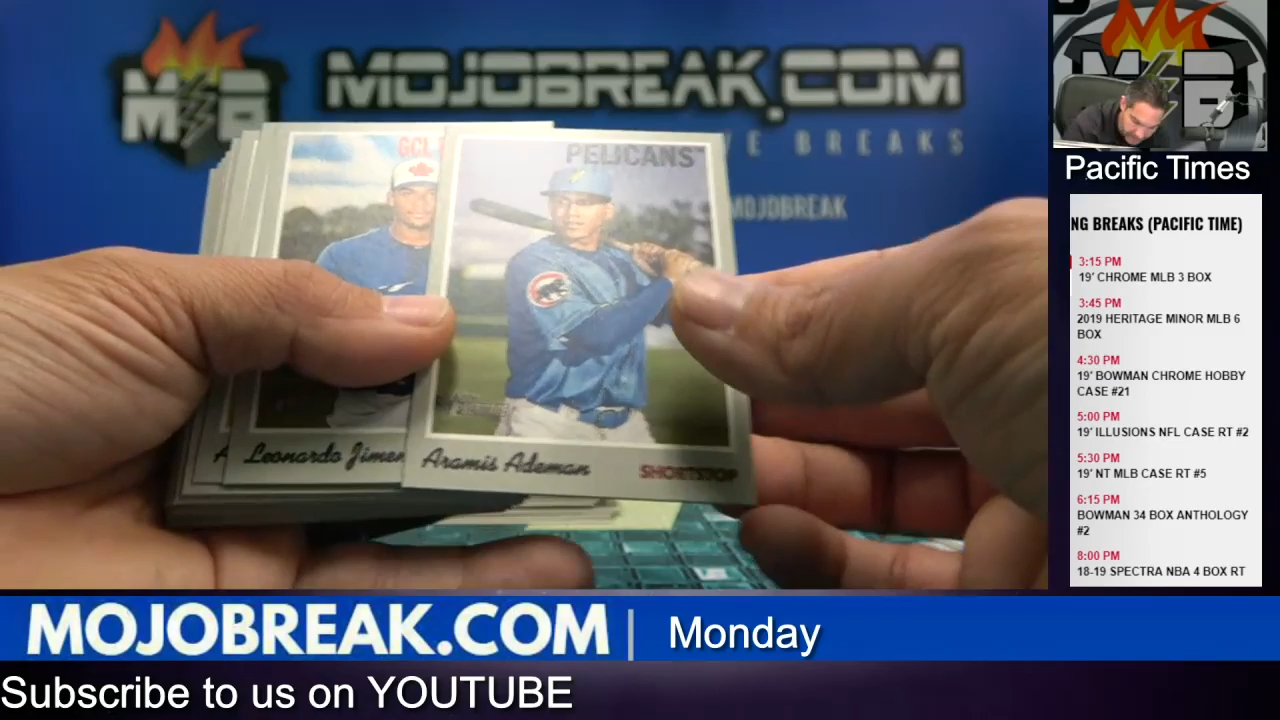 MB
MOJOBREAK.COM
VE BREAKS
MOJOBREAK
GCL
PELICANS™
A
Leonardo Jimen
Aramis Ademan
SHORTSTOP
MB
Pacific Times
NG BREAKS (PACIFIC TIME)
3:15 PM
19' CHROME MLB 3 BOX
3:45 PM
2019 HERITAGE MINOR MLB 6
BOX
4:30 PM
19' BOWMAN CHROME HOBBY
CASE #21
5:00 PM
19' ILLUSIONS NFL CASE RT #2
5:30 PM
19' NT MLB CASE RT #5
6:15 PM
BOWMAN 34 BOX ANTHOLOGY
#2
8:00 PM
18-19 SPECTRA NBA 4 BOX RT
MOJOBREAK.COM | Monday
Subscribe to us on YOUTUBE